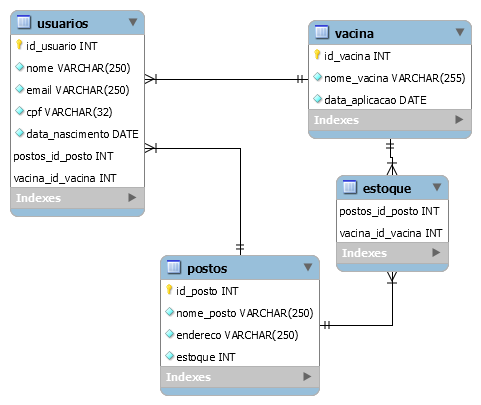 usuarios
id_usuario INT
nome VARCHAR(250)
email VARCHAR(250)
cpf VARCHAR(32)
data_nascimento DATE
postos_id_posto INT
vacina_id_vacina INT
Indexes
vacina
id_vacina INT
nome_vacina VARCHAR(255)
data_aplicacao DATE
Indexes
estoque
postos_id_posto INT
vacina_id_vacina INT
Indexes
postos
id_posto INT
nome_posto VARCHAR(250)
endereco VARCHAR(250)
estoque INT
Indexes